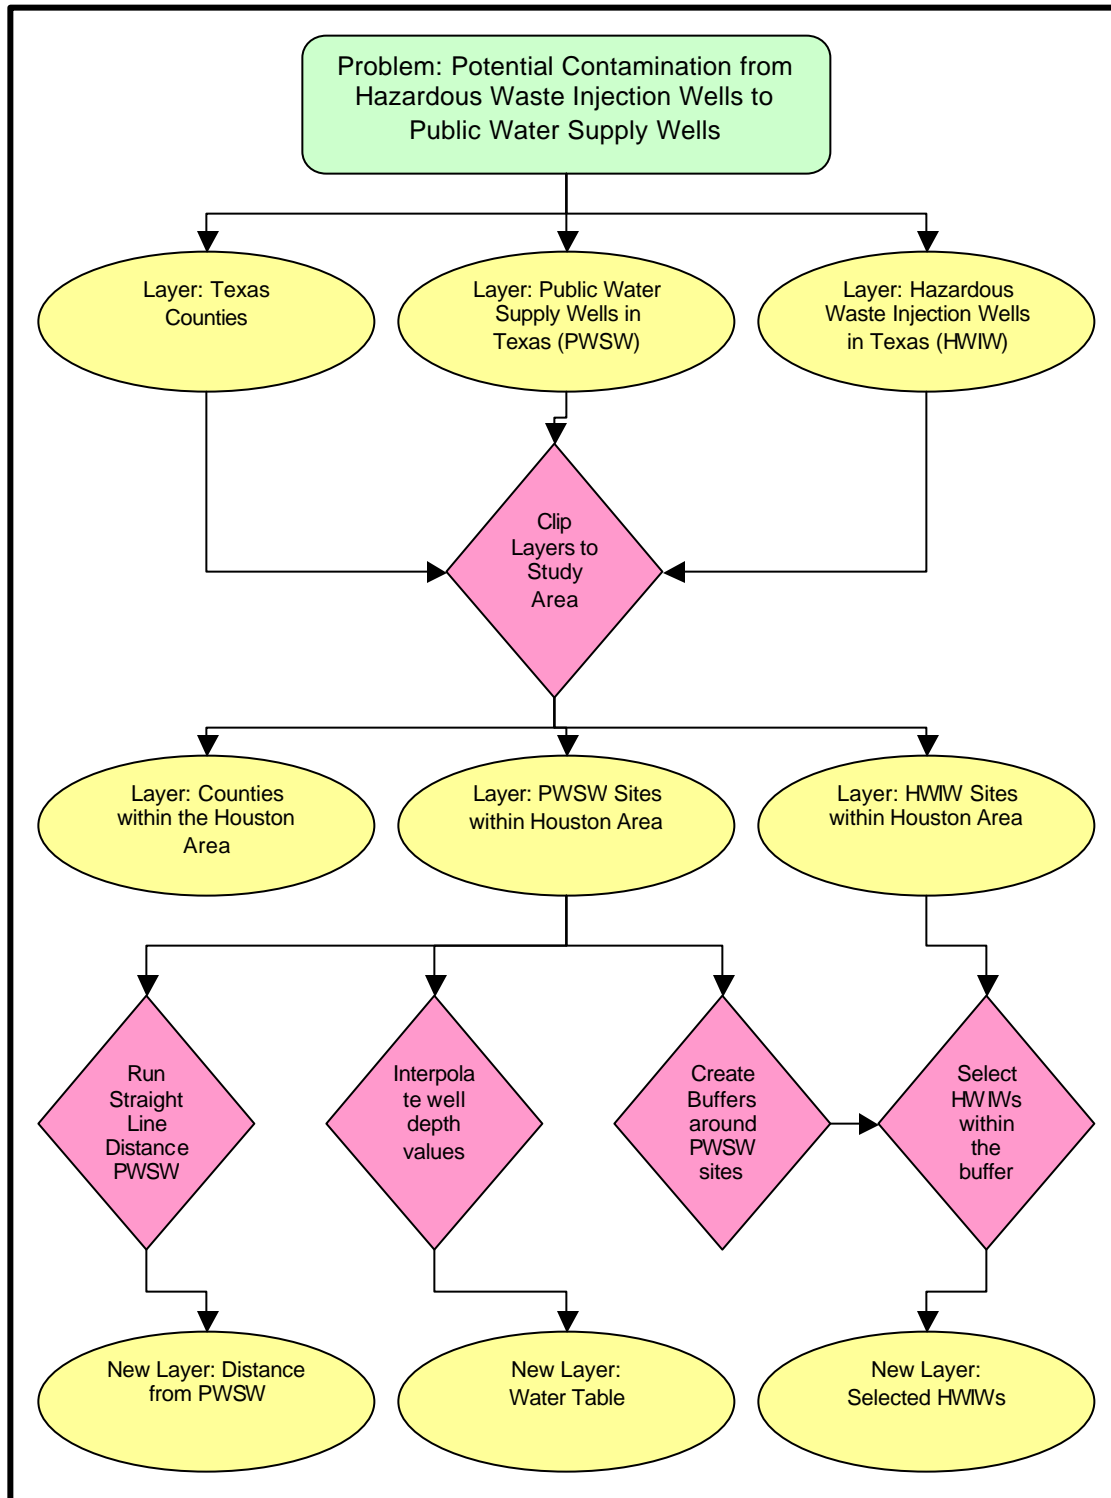 Problem: Potential Contamination from
Hazardous Waste Injection Wells to
Public Water Supply Wells
Layer: Texas
Counties
Layer: Public Water
Supply Wells in
Texas (PWSW)
Layer: Hazardous
Waste Injection Wells
in Texas (HWIW)
Clip
Layers to
Study
Area
Layer: Counties
within the Houston
Area
Layer: PWSW Sites
within Houston Area
Layer: HWIW Sites
within Houston Area
Run
Straight
Line
Distance
PWSW
Interpola
te well
depth
values
Create
Buffers
around
PWSW
sites
Select
HWIWs
within
the
buffer
New Layer: Distance
from PWSW
New Layer:
Water Table
New Layer:
Selected HWIWs